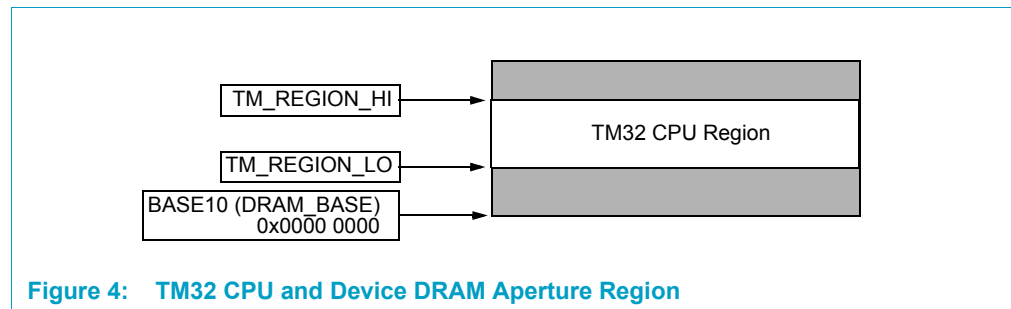 TM_REGION_HI
TM32 CPU Region
TM_REGION_LO
BASE10 (DRAM_BASE)
0x0000 0000
Figure 4: TM32 CPU and Device DRAM Aperture Region